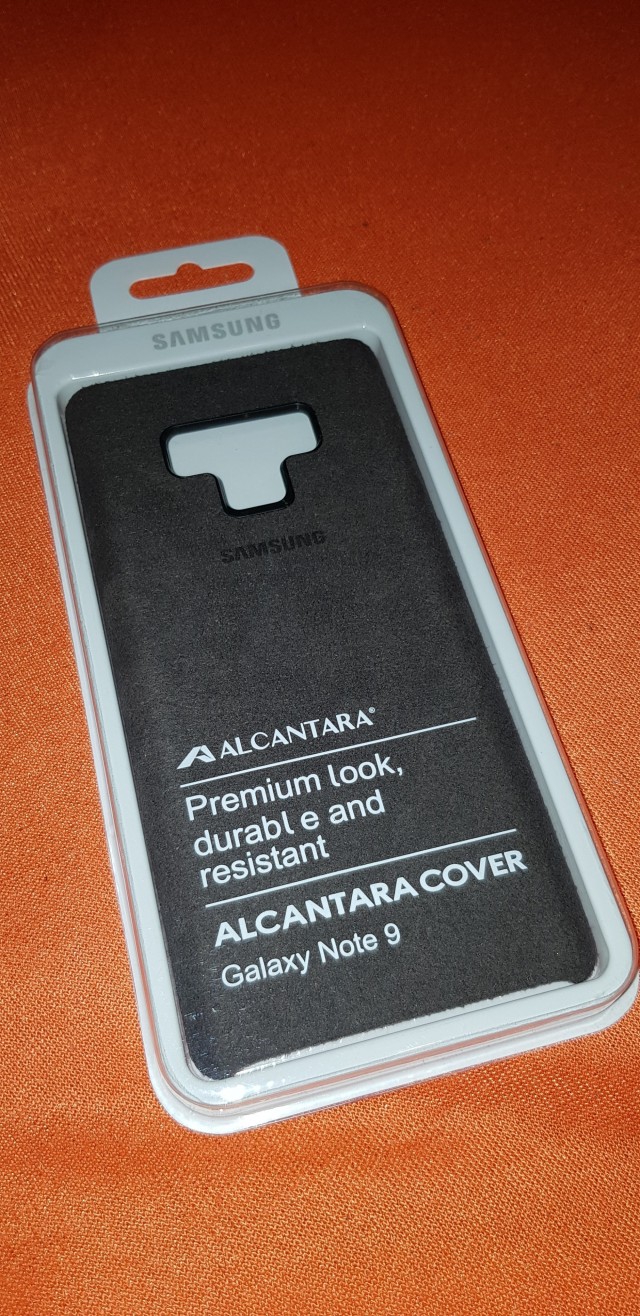 SAMSUNG
SAMSUNG
ALCANTARA®
Premium look,
durabl e and
resistant
ALCANTARA COVER
Galaxy Note 9